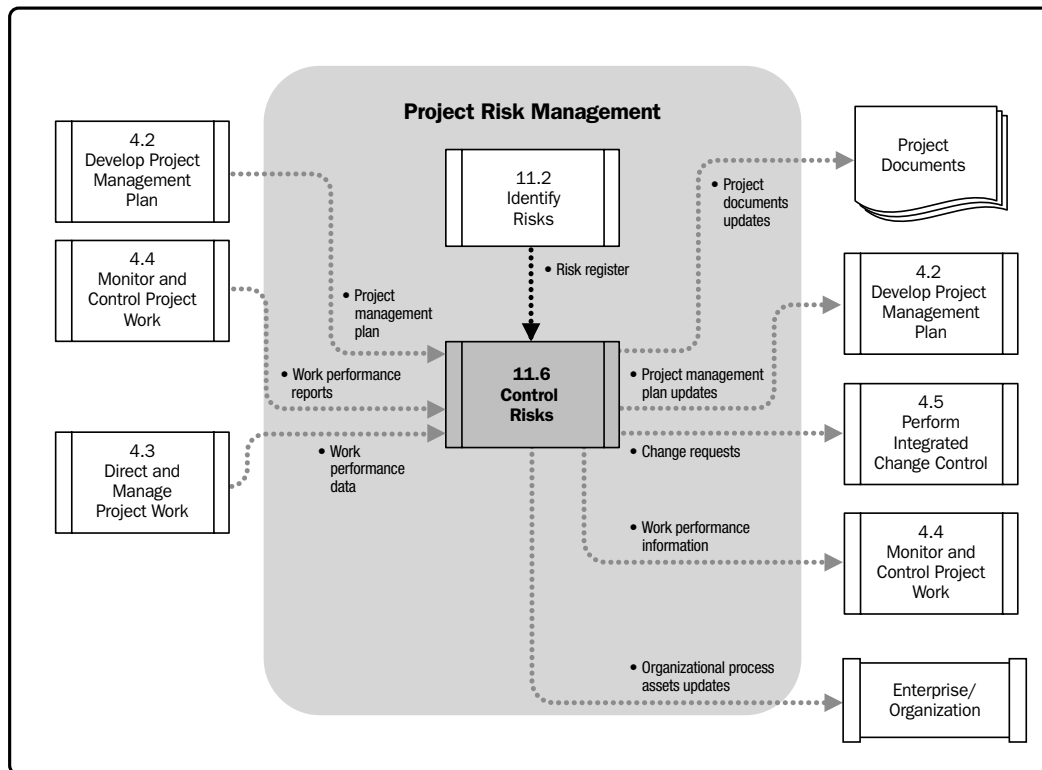 Project Risk Management
4.2
Develop Project
Management
Plan
4.4
Monitor and
Control Project
Work
4.3
Direct and
Manage
Project Work
11.2
Identify
Risks
• Risk register
• Project
management
plan
• Work performance
reports
• Work
performance
data
11.6
Control
Risks
• Project
documents
updates
• Project management
plan updates
• Change requests
• Work performance
information
• Organizational process
assets updates
Project
Documents
4.2
Develop Project
Management
Plan
4.5
Perform
Integrated
Change Control
4.4
Monitor and
Control Project
Work
Enterprise/
Organization